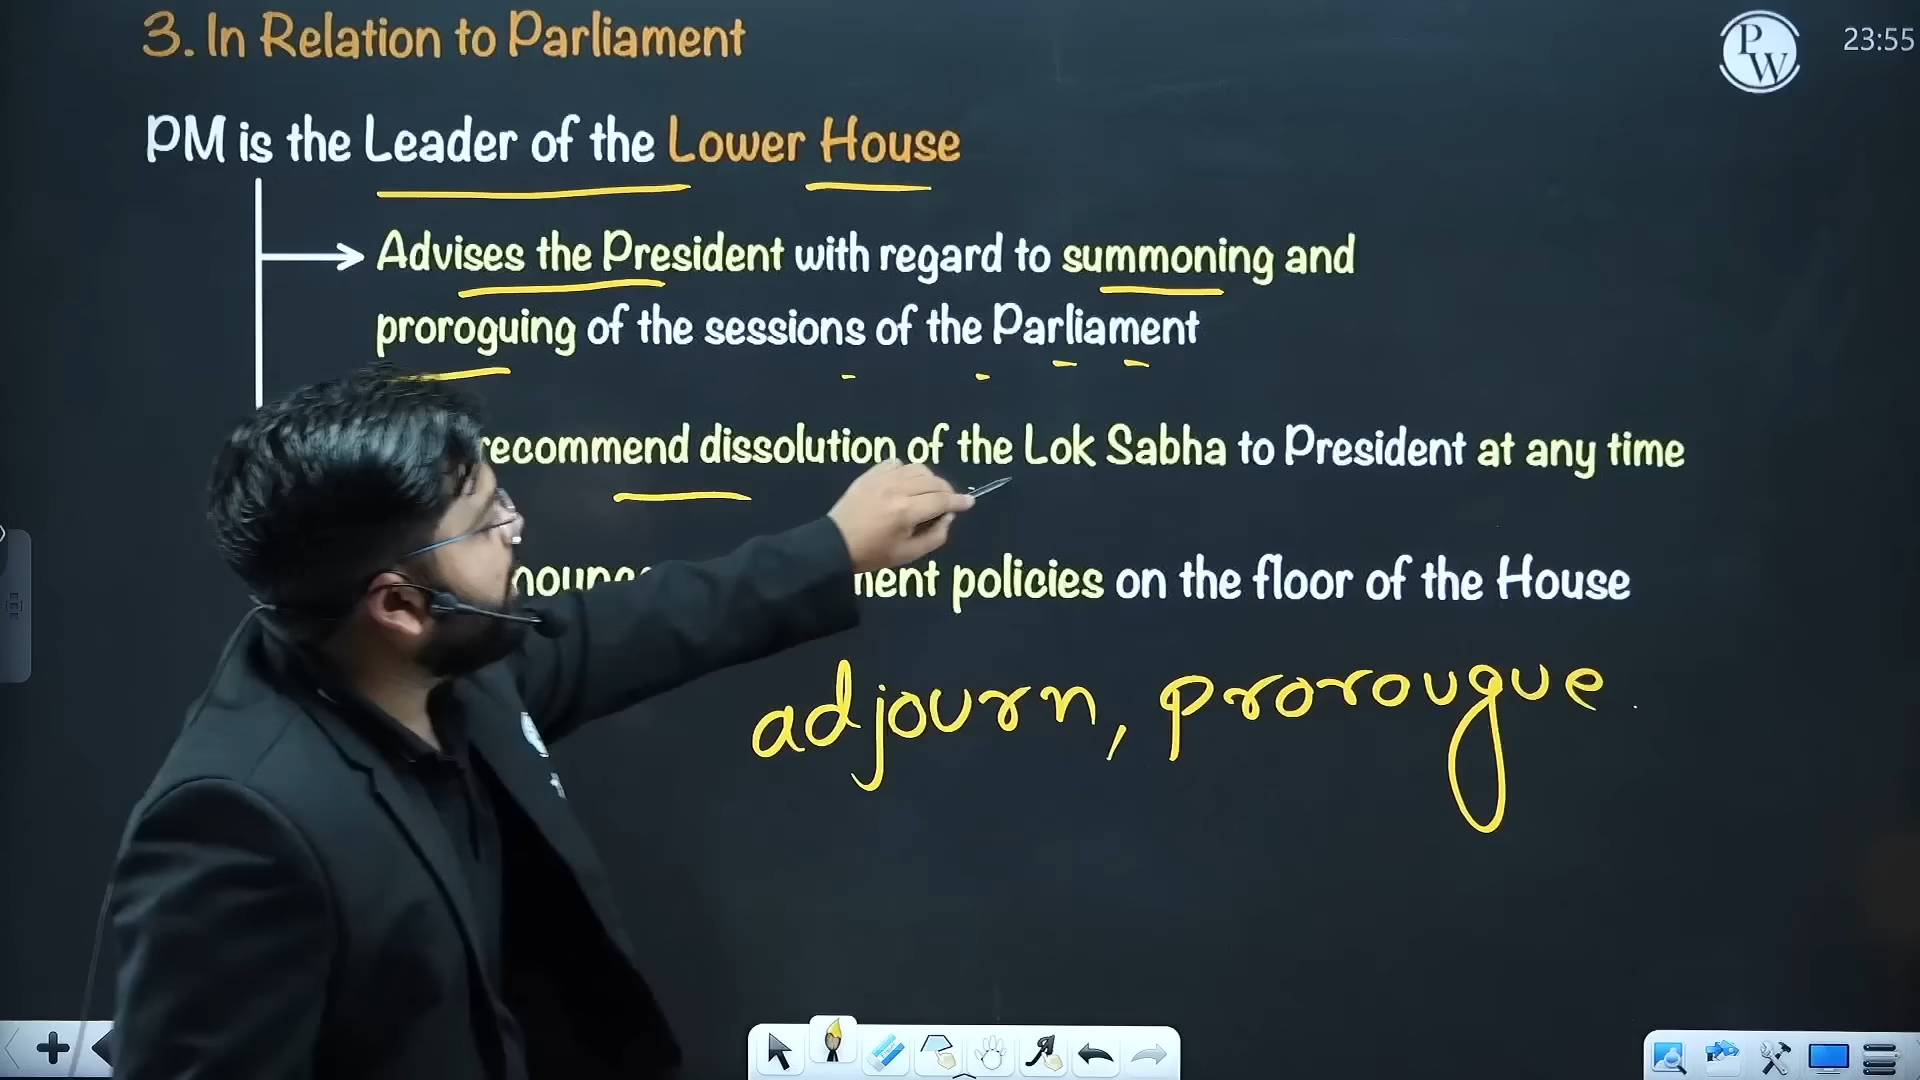 3. In Relation to Parliament
PW
23:55
PM is the Leader of the Lower House
Advises the President with regard to summoning and
proroguing of the sessions of the Parliament
recommend dissolution of the Lok Sabha to President at any time
policies on the floor of the House
adjourn, prorougue